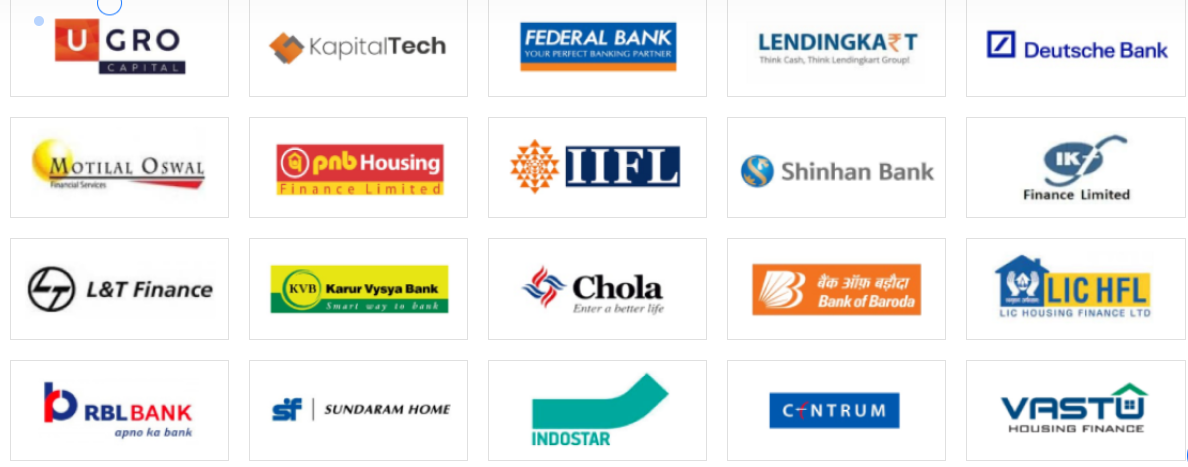 U GRO
CAPITAL
KapitalTech
FEDERAL BANK
YOUR PERFECT BANKING PARTNER
LENDINGKA₹T
Think Cash, Think Lendingkart Group!
Deutsche Bank
MOTILAL OSWAL
Financial Services
pnb Housing
Finance Limited
IIFL
Shinhan Bank
IKF
Finance Limited
LT
L&T Finance
KVB
Karur Vysya Bank
Smart way to bank
Chola
Enter a better life
बैंक ऑफ़ बड़ौदा
Bank of Baroda
LIC HFL
LIC HOUSING FINANCE LTD
RBL BANK
apno ka bank
sf
SUNDARAM HOME
INDOSTAR
CENTRUM
VASTU
HOUSING FINANCE